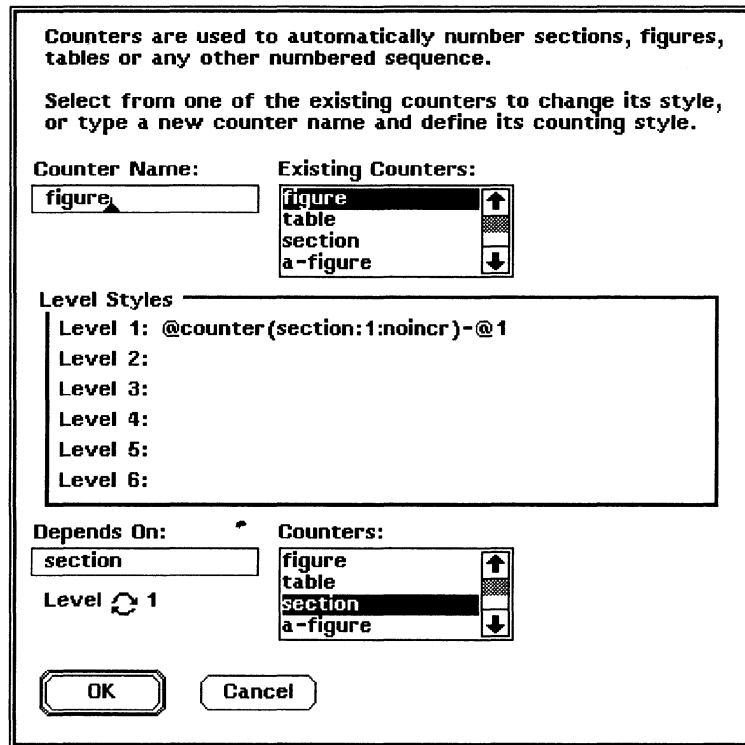 Counters are used to automatically number sections, figures,
tables or any other numbered sequence.
Select from one of the existing counters to change its style,
or type a new counter name and define its counting style.
Counter Name:
figure
Existing Counters:
figure
table
section
a-figure
Level Styles
Level 1: @counter(section:1:noincr)-@1
Level 2:
Level 3:
Level 4:
Level 5:
Level 6:
Depends On:
section
Level 1
Counters:
figure
table
section
a-figure
OK
Cancel